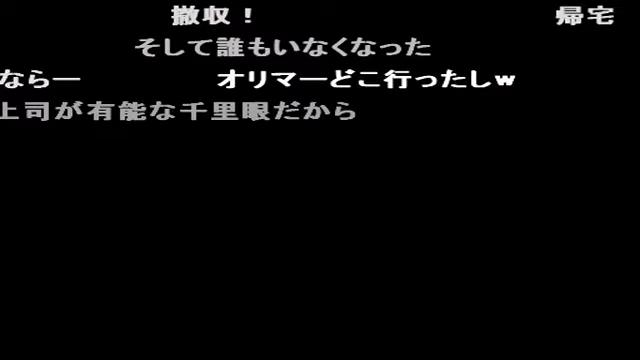 撤収！ 帰宅
そして誰もいなくなった
ならー オリマーどこ行ったしw
上司が有能な千里眼だから